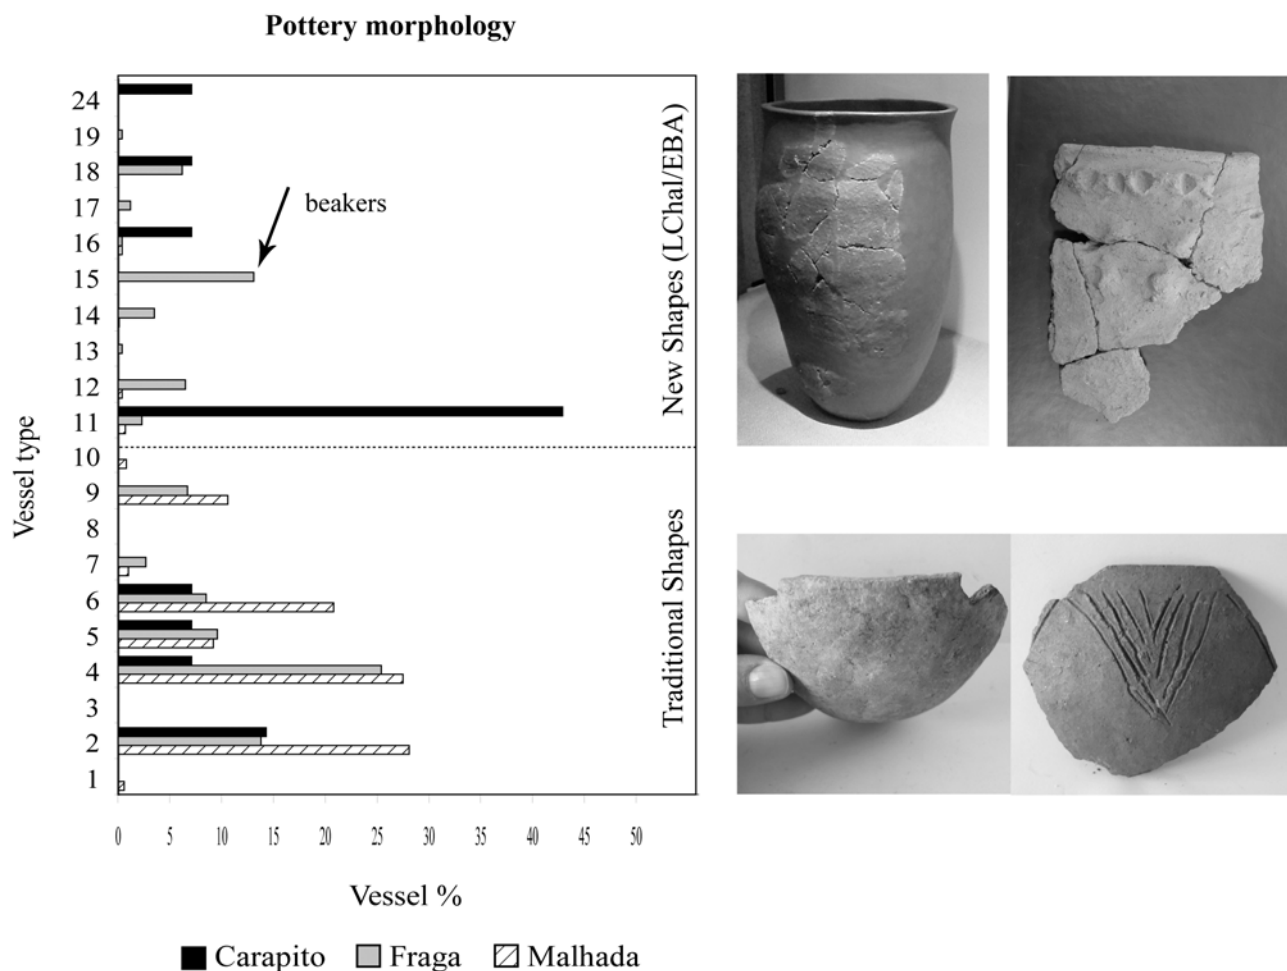 Pottery morphology
Vessel type
24
19
18
17
16
15
14
13
12
11
10
9
8
7
6
5
4
3
2
1
beakers
New Shapes (LChal/EBA)
Traditional Shapes
0 5 10 15 20 25 30 35 40 45 50
Vessel %
Carapito Fraga Malhada